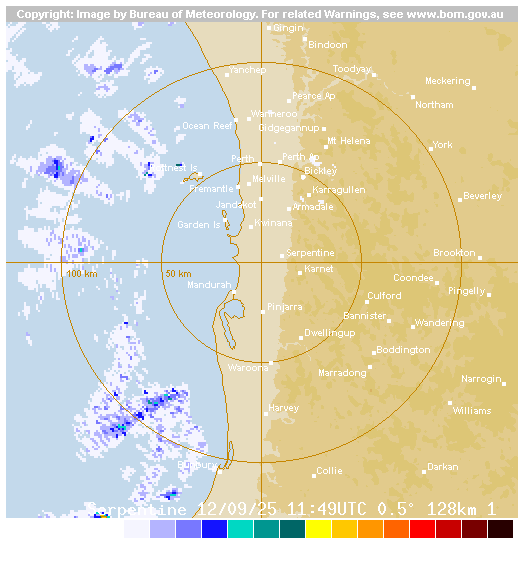 Copyright: Image by Bureau of Meteorology. For related Warnings, see www.bom.gov.au
Gingin
Bindoon
Yanchep
Toodyay
Meckering
Pearce Ap
Northam
Wanneroo
Ocean Reef
Gidgegannup
Mt Helena
York
Perth
Perth Ap
Bickley
Melville
Fremantle
Karragullen
Beverley
Jandakot
Armadale
Garden Is
Kwinana
Serpentine
Brookton
100 km
50 km
Karnet
Coondee
Mandurah
Pingelly
Cufford
Pinjarra
Bannister
Wandering
Dwellingup
Boddington
Waroona
Marradong
Narrogin
Harvey
Williams
Bunbury
Collie
Darkan
Serpentine 12/09/25 11:49UTC 0.5° 128km 1